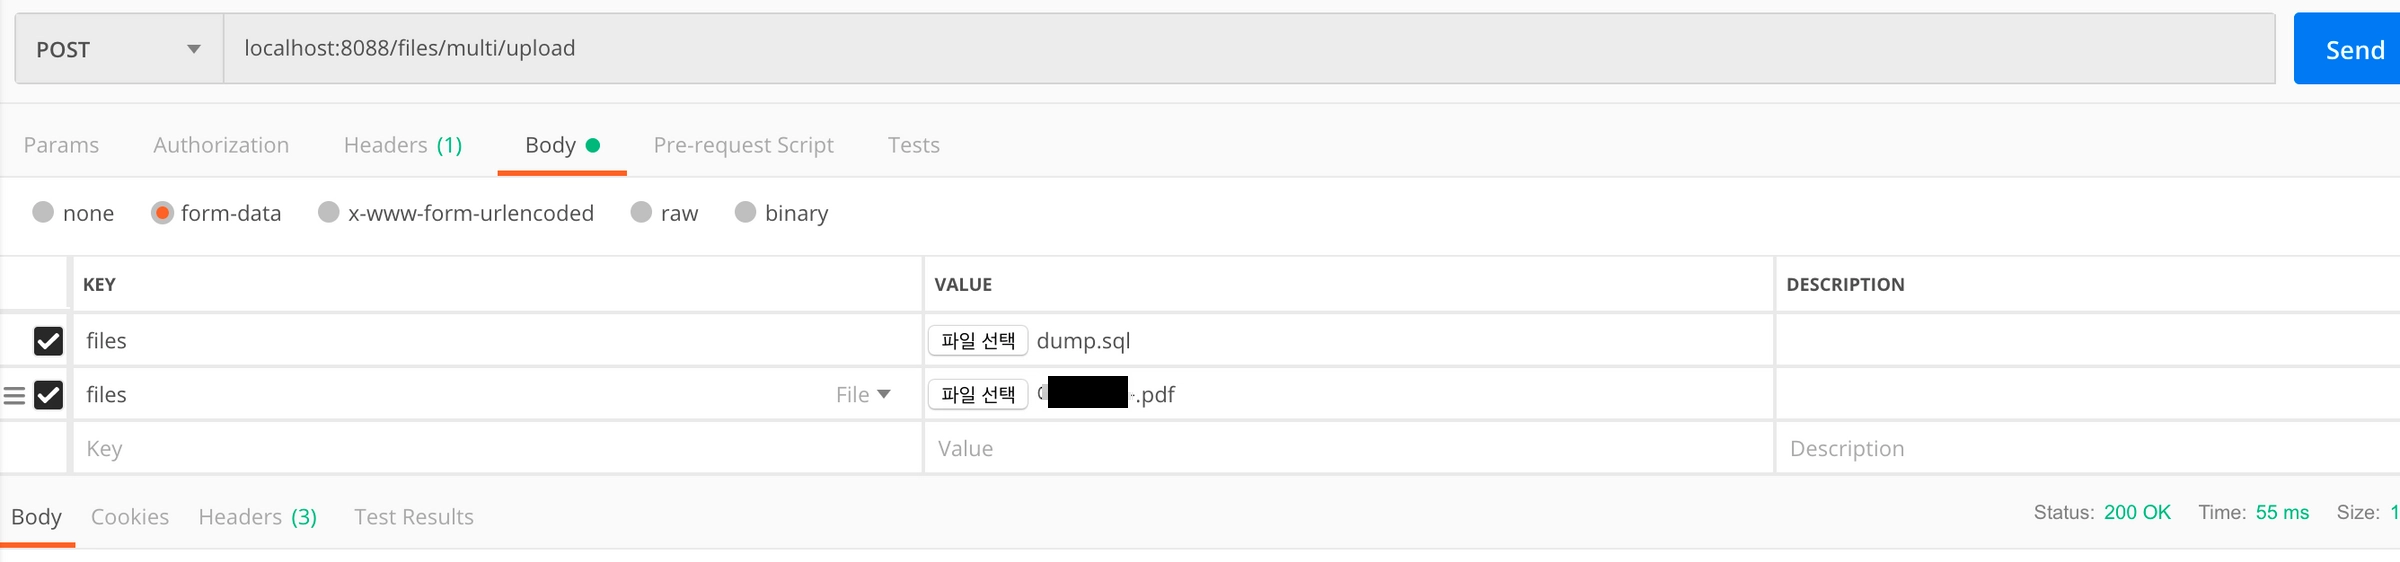 POST localhost:8088/files/multi/upload Send
Params Authorization Headers (1) Body Pre-request Script Tests
none form-data x-www-form-urlencoded raw binary
KEY VALUE DESCRIPTION
files 파일 선택 dump.sql
files File 파일 선택 .pdf
Key Value Description
Body Cookies Headers (3) Test Results Status: 200 OK Time: 55 ms Size: